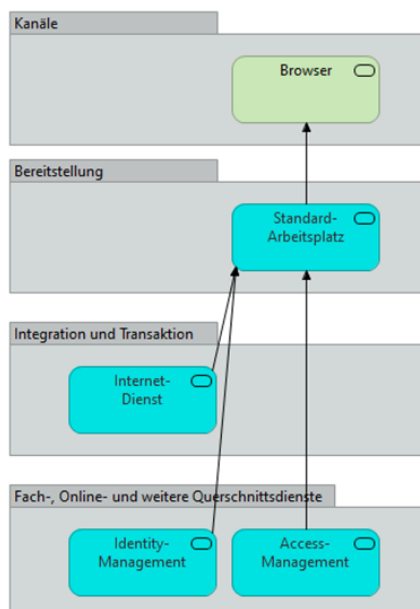 Kanäle
Browser
Bereitstellung
Standard-
Arbeitsplatz
Integration und Transaktion
Internet-
Dienst
Fach-, Online- und weitere Querschnittsdienste
Identity-
Management
Access-
Management